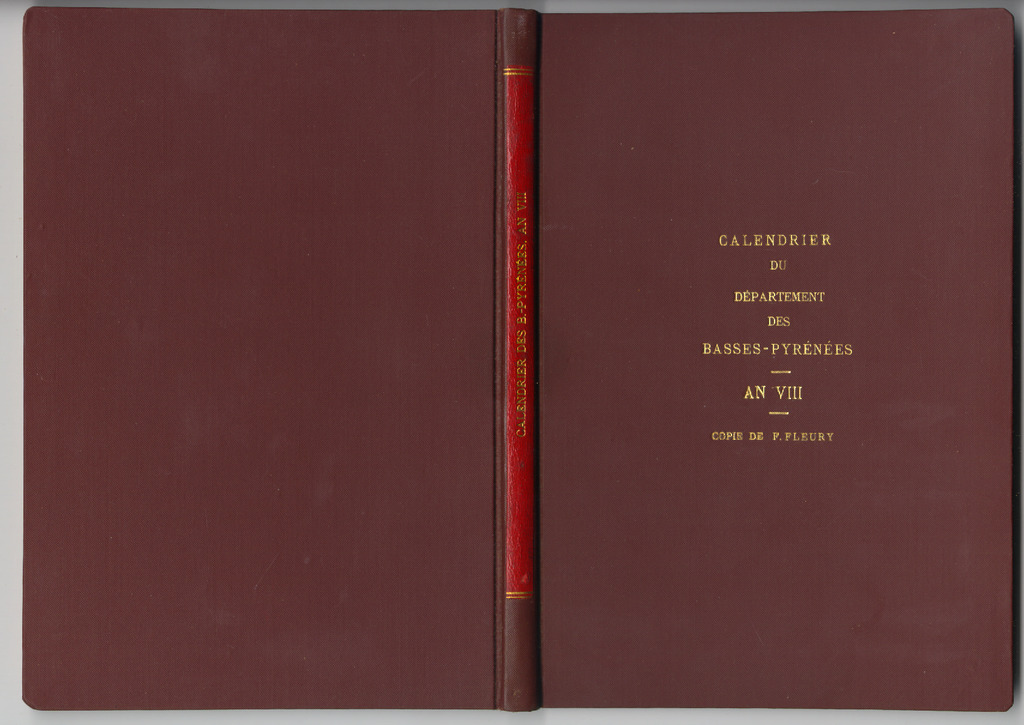 CALENDRIER DES B.-PYRÉNÉES. AN VIII
CALENDRIER
DU
DÉPARTEMENT
DES
BASSES-PYRÉNÉES
AN VIII
COPIE DE F. FLEURY